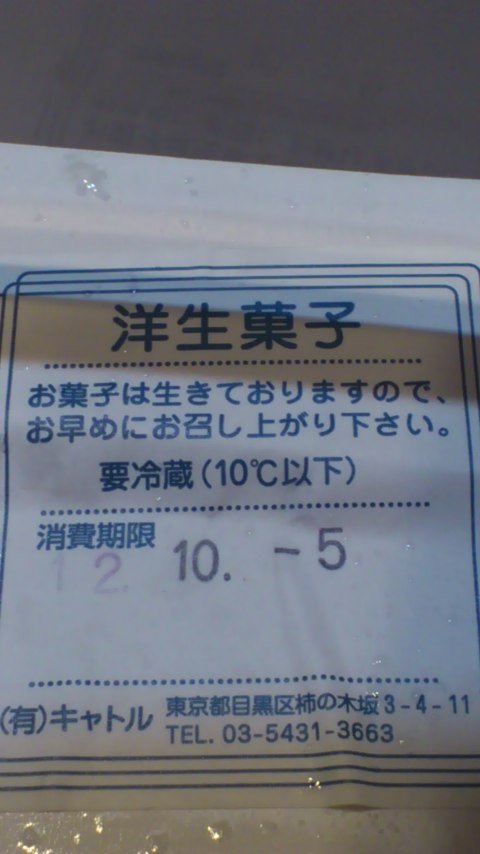 洋生菓子
お菓子は生きておりますので、
お早めにお召し上がり下さい。
要冷蔵(10℃以下)
消費期限
12. 10. -5
(有)キャトル 東京都目黒区柿の木坂3-4-11
TEL. 03-5431-3663